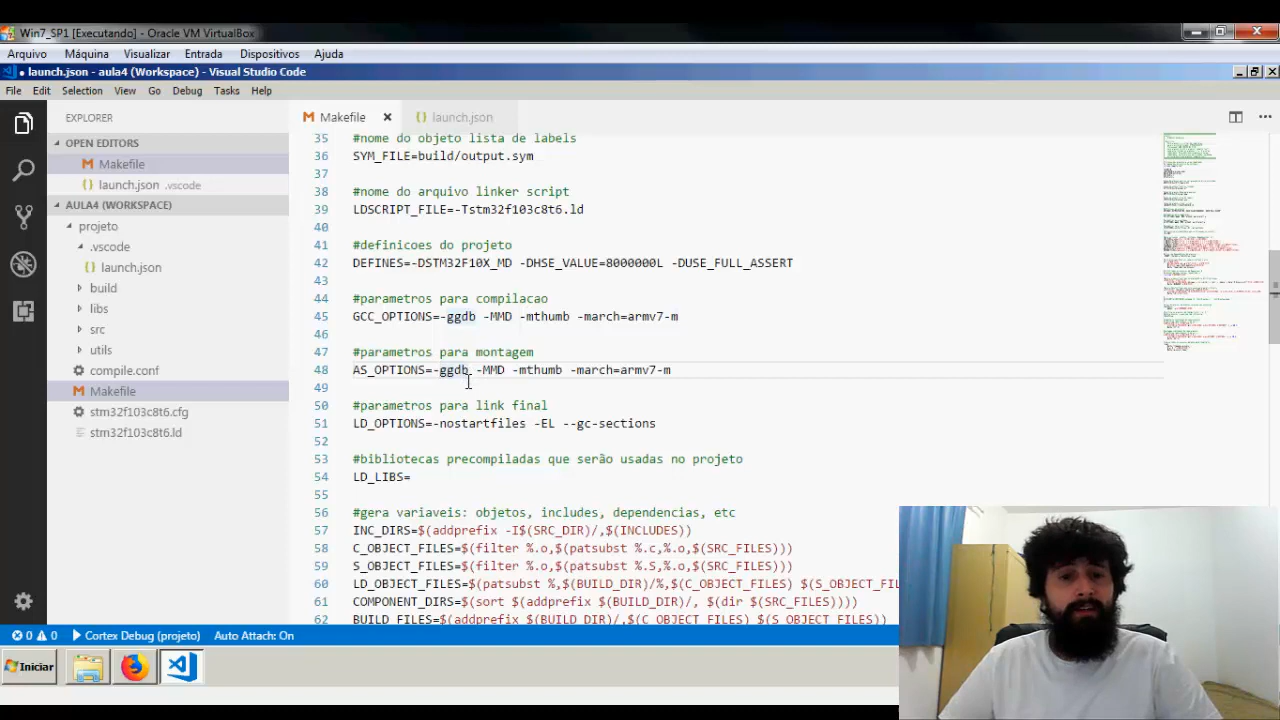 Win7_SP1 [Executando] - Oracle VM VirtualBox
Arquivo Máquina Visualizar Entrada Dispositivos Ajuda
● launch.json - aula4 (Workspace) - Visual Studio Code
File Edit Selection View Go Debug Tasks Help
EXPLORER
OPEN EDITORS
Makefile
launch.json .vscode
AULA4 (WORKSPACE)
projeto
.vscode
launch.json
build
libs
src
utils
compile.conf
Makefile
stm32f103c8t6.cfg
stm32f103c8t6.ld
Makefile × launch.json
35 #nome do objeto lista de labels
36 SYM_FILE=build/output.sym
37
38 #nome do arquivo linker script
39 LDSCRIPT_FILE=-Tstm32f103c8t6.ld
40
41 #definicoes do projeto
42 DEFINES=-DSTM32F10X -DHSE_VALUE=8000000L -DUSE_FULL_ASSERT
43
44 #parametros para compilacao
45 GCC_OPTIONS=-ggdb -MMD -mthumb -march=armv7-m
46
47 #parametros para montagem
48 AS_OPTIONS=-ggdb -MMD -mthumb -march=armv7-m
49
50 #parametros para link final
51 LD_OPTIONS=-nostartfiles -EL --gc-sections
52
53 #bibliotecas precompiladas que serão usadas no projeto
54 LD_LIBS=
55
56 #gera variaveis: objetos, includes, dependencias, etc
57 INC_DIRS=$(addprefix -I$(SRC_DIR)/,$(INCLUDES))
58 C_OBJECT_FILES=$(filter %.o,$(patsubst %.c,%.o,$(SRC_FILES)))
59 S_OBJECT_FILES=$(filter %.o,$(patsubst %.S,%.o,$(SRC_FILES)))
60 LD_OBJECT_FILES=$(patsubst %,$(BUILD_DIR)/%,$(C_OBJECT_FILES) $(S_OBJECT_FIL
61 COMPONENT_DIRS=$(sort $(addprefix $(BUILD_DIR)/, $(dir $(SRC_FILES))))
62 BUILD_FILES=$(addprefix $(BUILD_DIR)/,$(C_OBJECT_FILES) $(S_OBJECT_FILES))
0 0 Cortex Debug (projeto) Auto Attach: On
Iniciar